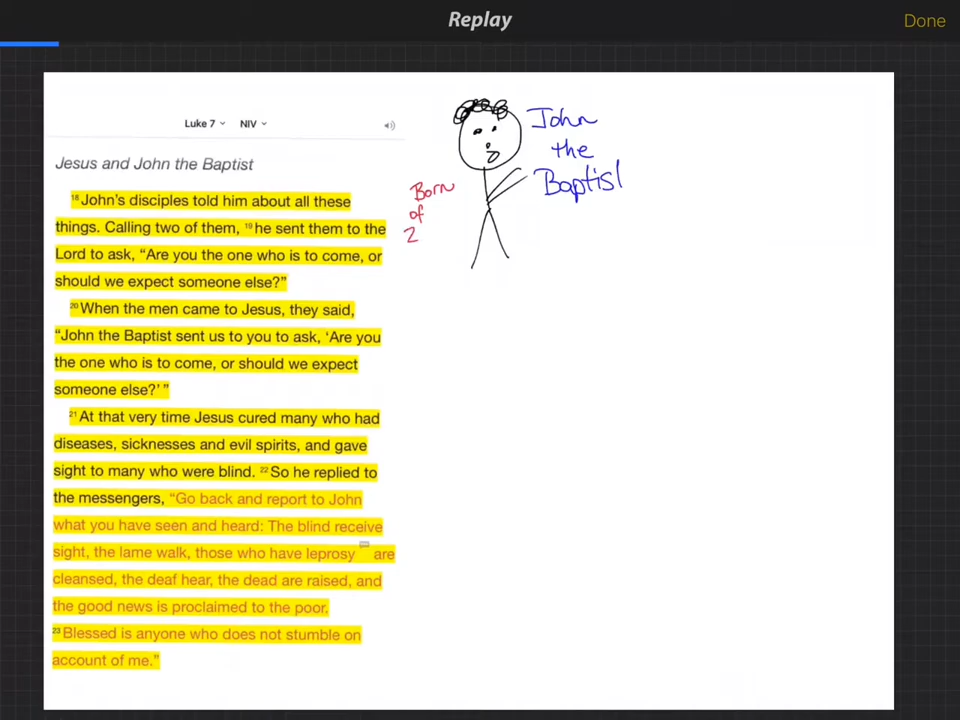 Replay
Done
Luke 7 NIV
Jesus and John the Baptist
18 John's disciples told him about all these
things. Calling two of them, 19 he sent them to the
Lord to ask, “Are you the one who is to come, or
should we expect someone else?”
20 When the men came to Jesus, they said,
“John the Baptist sent us to you to ask, ‘Are you
the one who is to come, or should we expect
someone else?’ ”
21 At that very time Jesus cured many who had
diseases, sicknesses and evil spirits, and gave
sight to many who were blind. 22 So he replied to
the messengers, “Go back and report to John
what you have seen and heard: The blind receive
sight, the lame walk, those who have leprosy are
cleansed, the deaf hear, the dead are raised, and
the good news is proclaimed to the poor.
23 Blessed is anyone who does not stumble on
account of me.”
John
the
Baptist
Born
of
2